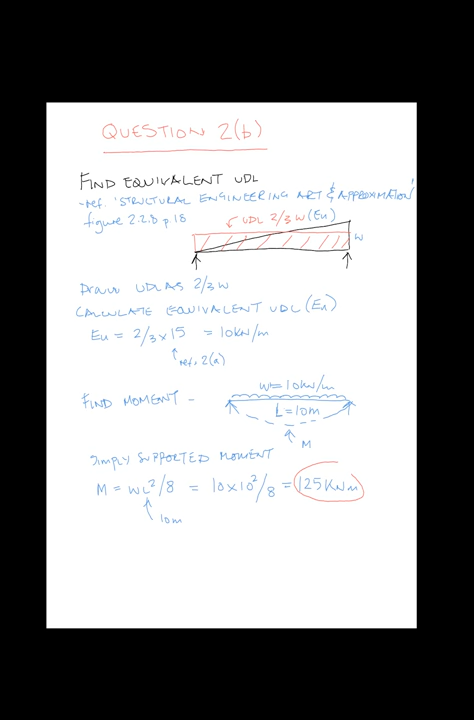 QUESTION 2(b)
FIND EQUIVALENT UDL
-ref. 'STRUCTURAL ENGINEERING ART & APPROXIMATION'
figure 2.2.D p.18
UDL 2/3 W (Eu)
W
Draw UDL AS 2/3 W
CALCULATE EQUIVALENT UDL (Eu)
Eu = 2/3 x 15 = 10kN/m
ref. 2(a)
FIND MOMENT -
W = 10kN/m
L = 10m
M
SIMPLY SUPPORTED MOMENT
M = WL²/8 = 10 x 10²/8 = 125 KNm
10m